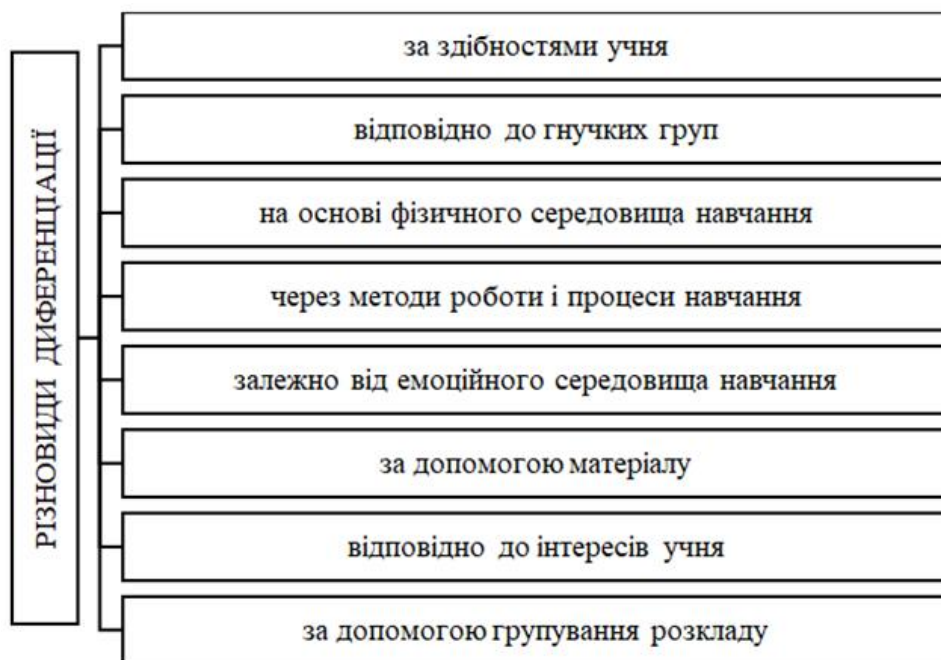 РІЗНОВИДИ ДИФЕРЕНЦІАЦІЇ
за здібностями учня
відповідно до гнучких груп
на основі фізичного середовища навчання
через методи роботи і процеси навчання
залежно від емоційного середовища навчання
за допомогою матеріалу
відповідно до інтересів учня
за допомогою групування розкладу